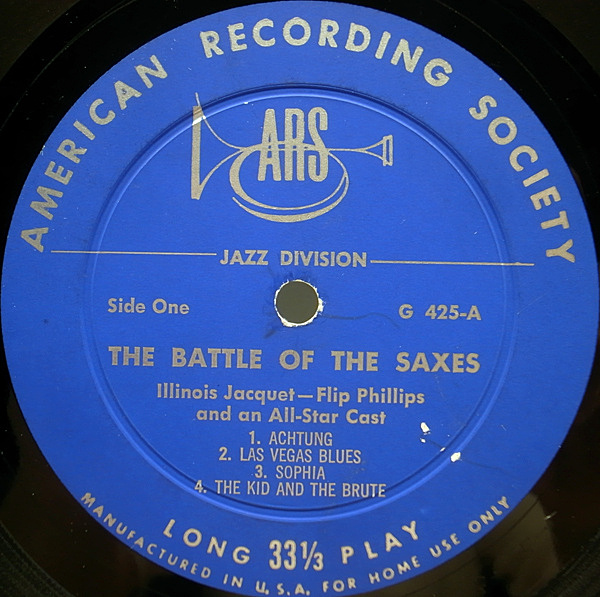 AMERICAN RECORDING SOCIETY
ARS
JAZZ DIVISION
Side One
G 425-A
THE BATTLE OF THE SAXES
Illinois Jacquet—Flip Phillips
and an All-Star Cast
1. ACHTUNG
2. LAS VEGAS BLUES
3. SOPHIA
4. THE KID AND THE BRUTE
LONG 33⅓ PLAY
MANUFACTURED IN U.S.A. FOR HOME USE ONLY